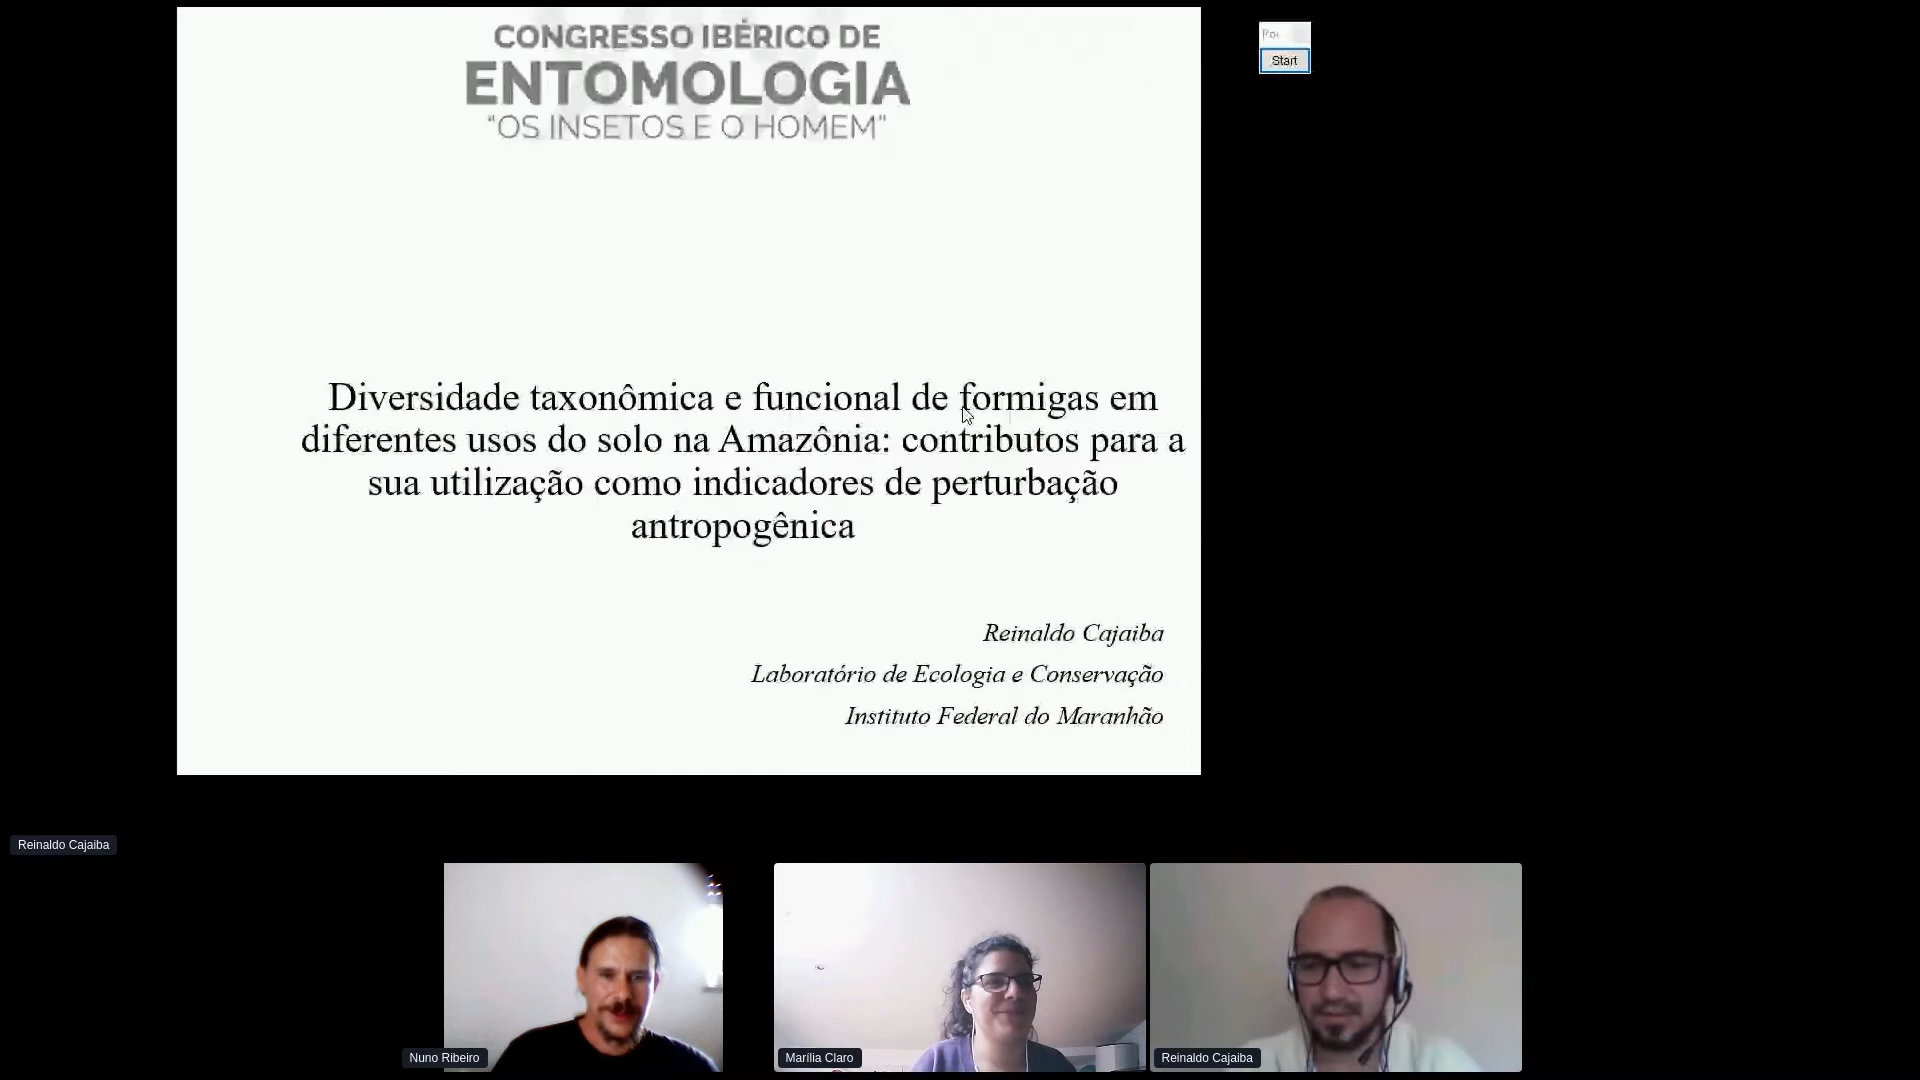 CONGRESSO IBÉRICO DE
ENTOMOLOGIA
"OS INSETOS E O HOMEM"
Start
Diversidade taxonômica e funcional de formigas em
diferentes usos do solo na Amazônia: contributos para a
sua utilização como indicadores de perturbação
antropogênica
Reinaldo Cajaiba
Laboratório de Ecologia e Conservação
Instituto Federal do Maranhão
Reinaldo Cajaiba
Nuno Ribeiro
Marília Claro
Reinaldo Cajaiba